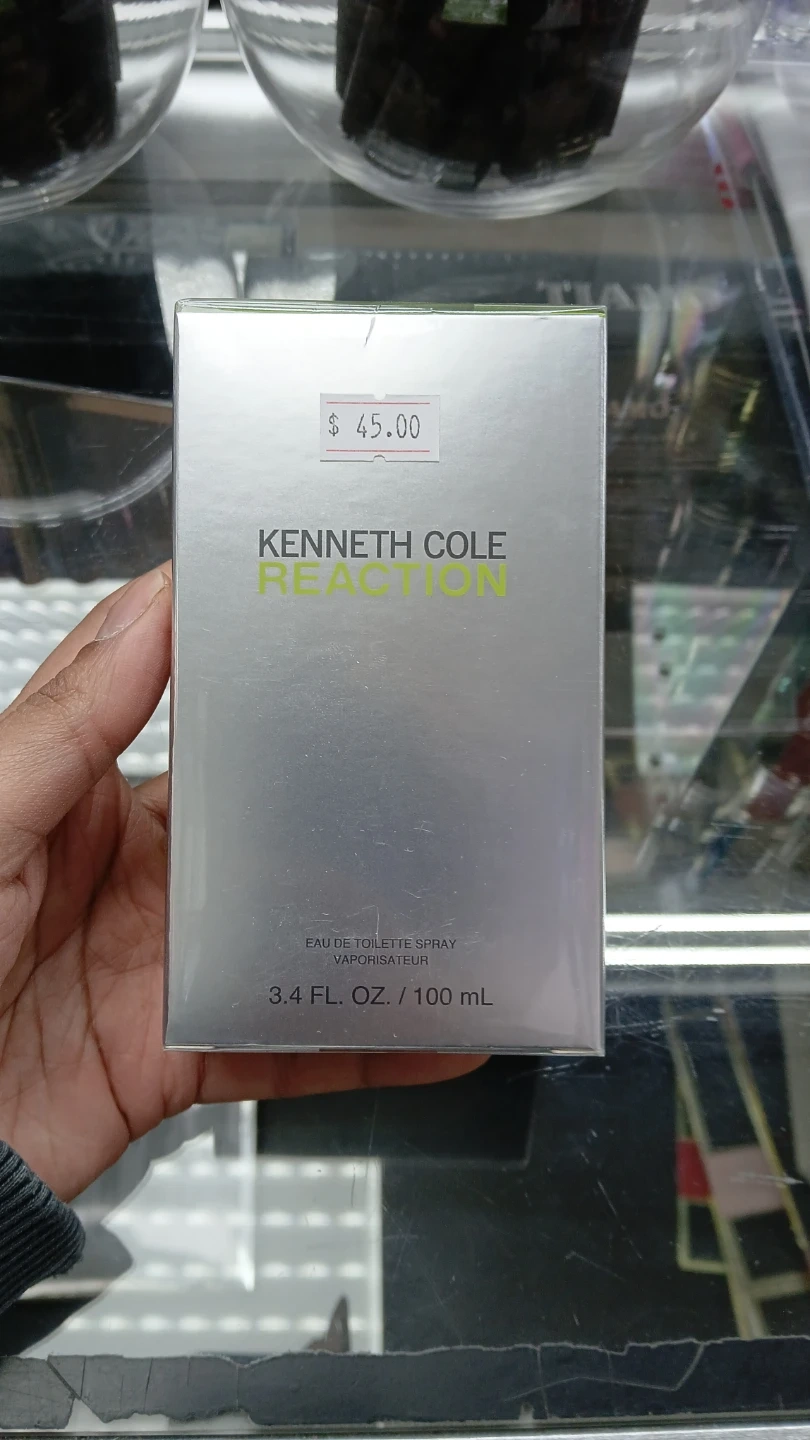 $ 45.00
KENNETH COLE
REACTION
EAU DE TOILETTE SPRAY
VAPORISATEUR
3.4 FL. OZ. / 100 mL